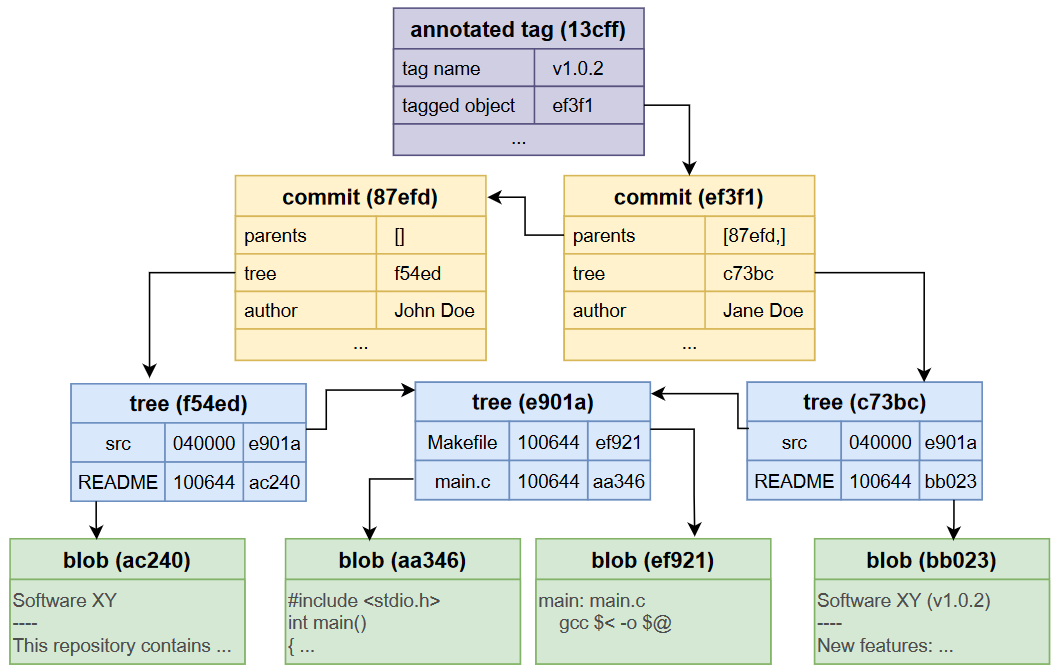 annotated tag (13cff)
tag name v1.0.2
tagged object ef3f1
...
commit (87efd)
parents []
tree f54ed
author John Doe
...
commit (ef3f1)
parents [87efd,]
tree c73bc
author Jane Doe
...
tree (f54ed)
src 040000 e901a
README 100644 ac240
tree (e901a)
Makefile 100644 ef921
main.c 100644 aa346
tree (c73bc)
src 040000 e901a
README 100644 bb023
blob (ac240)
Software XY
----
This repository contains ...
blob (aa346)
#include <stdio.h>
int main()
{ ...
blob (ef921)
main: main.c
gcc $< -o $@
blob (bb023)
Software XY (v1.0.2)
----
New features: ...